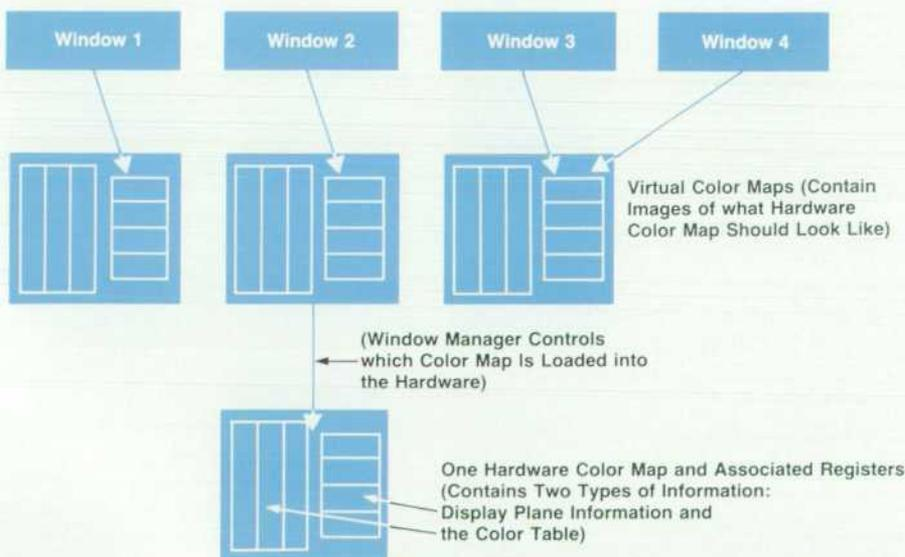 Window 1
Window 2
Window 3
Window 4
Virtual Color Maps (Contain
Images of what Hardware
Color Map Should Look Like)
(Window Manager Controls
which Color Map Is Loaded into
the Hardware)
One Hardware Color Map and Associated Registers
(Contains Two Types of Information:
Display Plane Information and
the Color Table)